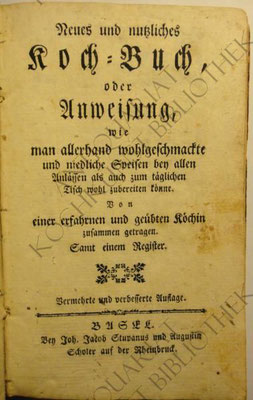 Neues und nutzliches
Koch-Buch,
oder
Anweisung,
wie
man allerhand wohlgeschmackte
und niedliche Speisen bey allen
Anlässen als auch zum täglichen
Tisch wohl zubereiten könne.
Von
einer erfahrnen und geübten Köchin
zusammen getragen.
Samt einem Register.
Vermehrte und verbesserte Auflage.
BASEL.
Bey Joh. Jacob Stupanus und Augustin
Scholer auf der Rheinbruck.